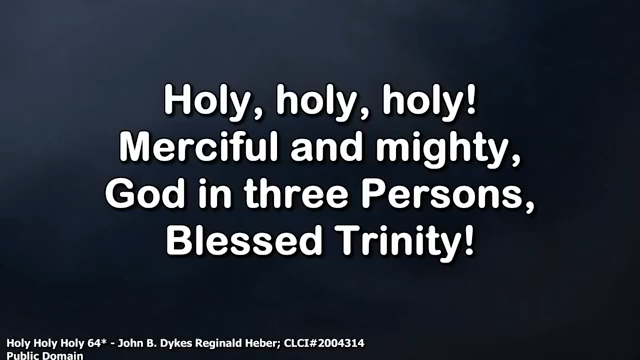 Holy, holy, holy!
Merciful and mighty,
God in three Persons,
Blessed Trinity!
Holy Holy Holy 64* - John B. Dykes Reginald Heber; CLCI#2004314
Public Domain